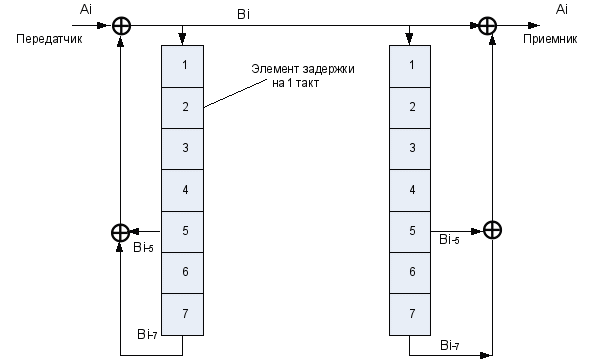 Ai
Bi
Ai
Передатчик
Приемник
Элемент задержки
на 1 такт
1
2
3
4
5
6
7
1
2
3
4
5
6
7
Bi-5
Bi-7
Bi-5
Bi-7